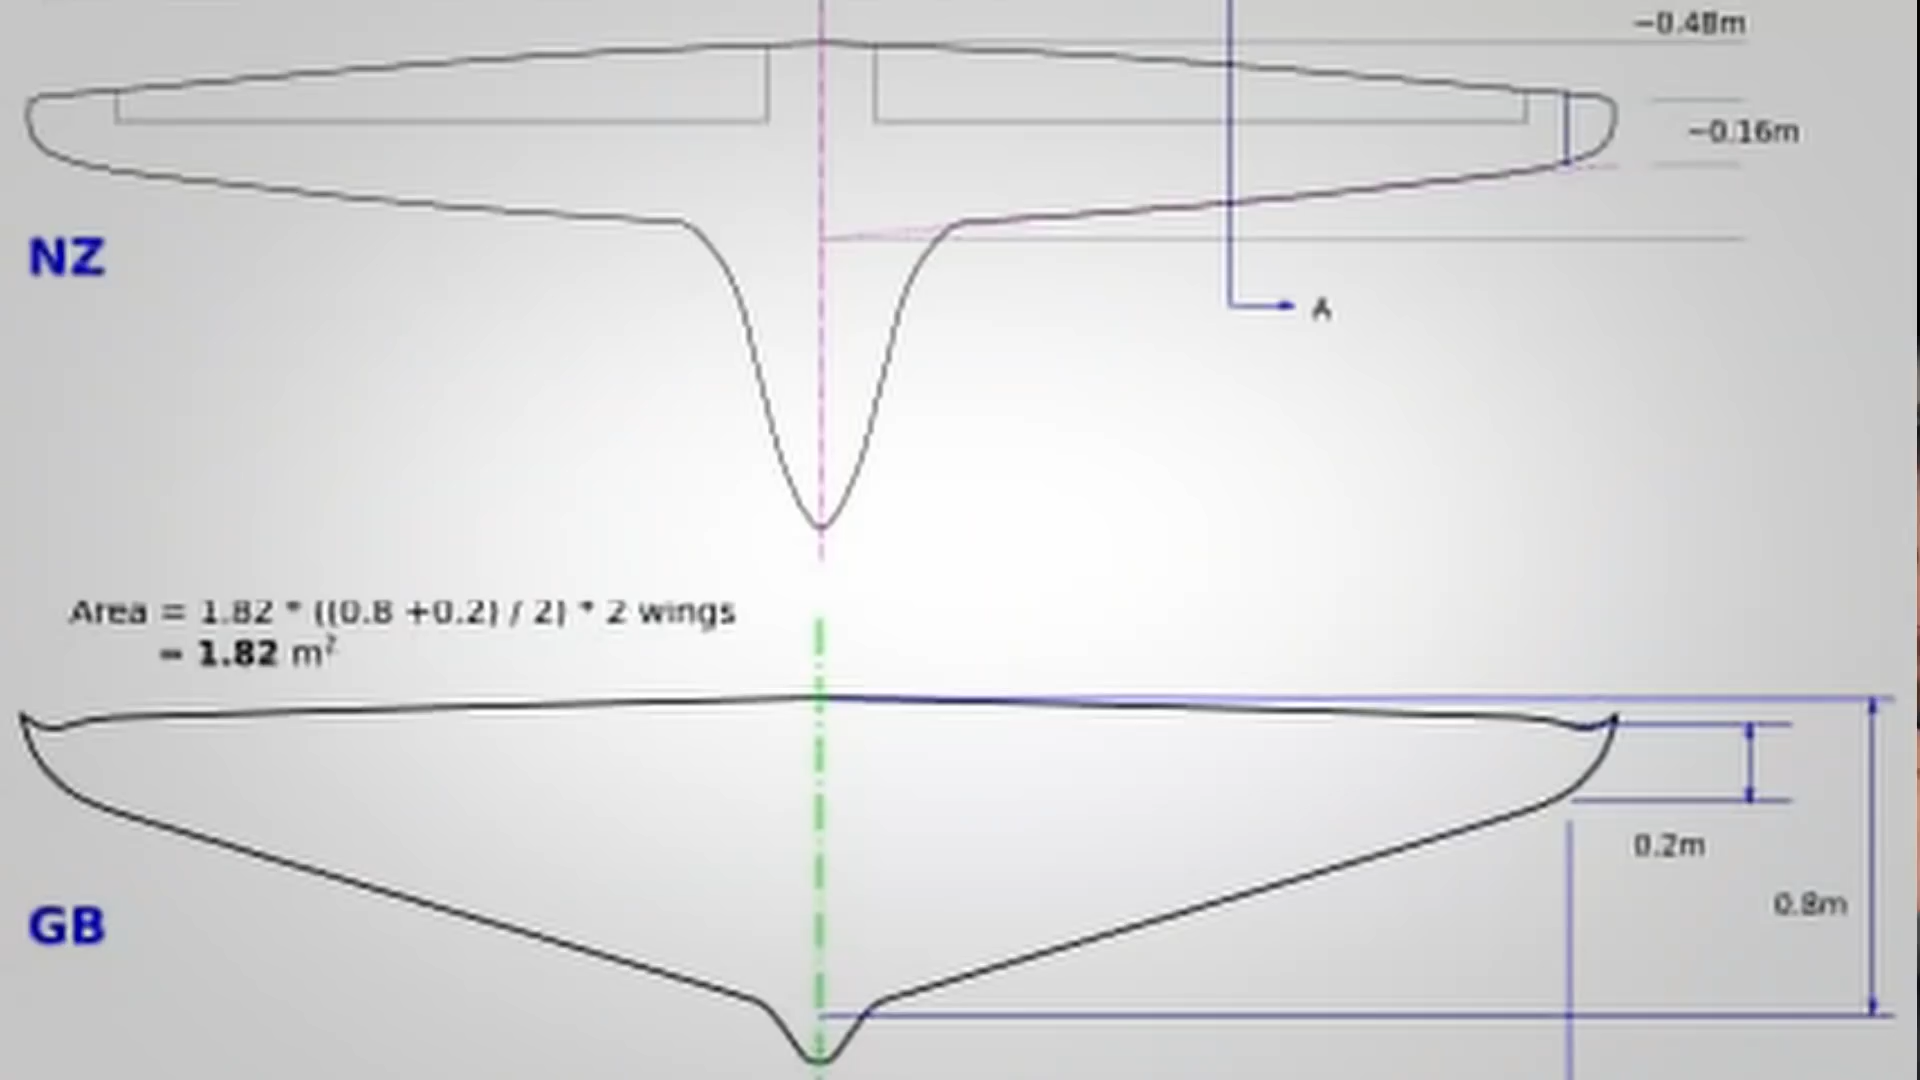 ~0.48m
~0.16m
NZ
A
Area = 1.82 * ((0.8 +0.2) / 2) * 2 wings
= 1.82 m²
0.2m
0.8m
GB